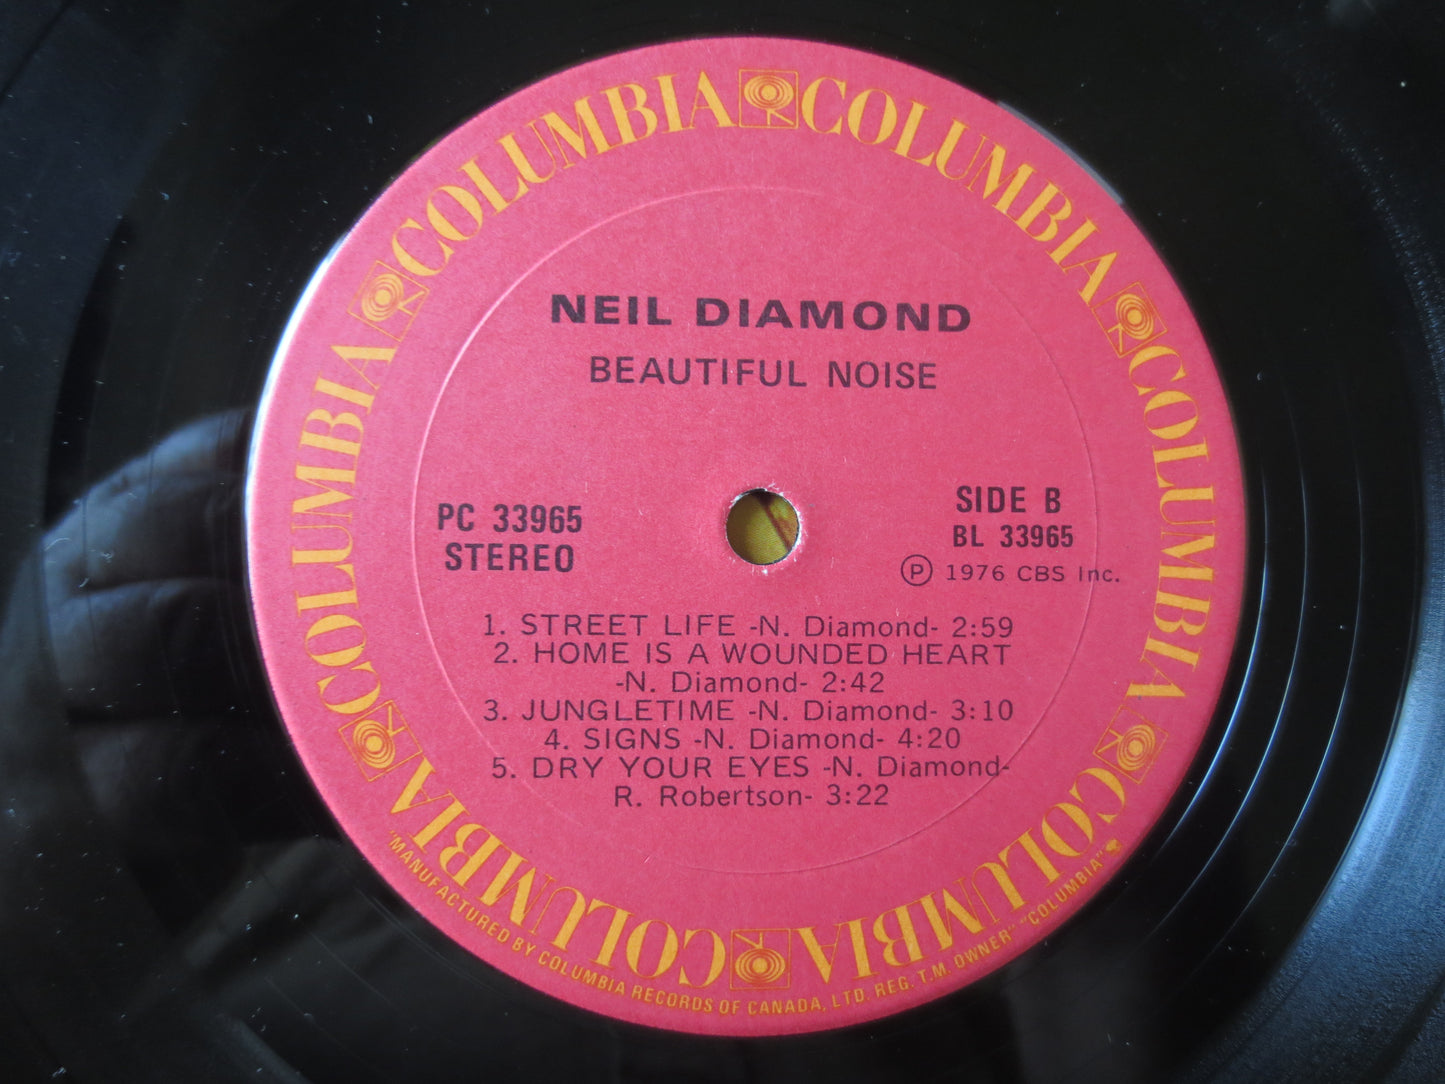 COLUMBIA COLUMBIA COLUMBIA COLUMBIA COLUMBIA COLUMBIA
NEIL DIAMOND
BEAUTIFUL NOISE
PC 33965
STEREO
SIDE B
BL 33965
Ⓟ 1976 CBS Inc.
1. STREET LIFE -N. Diamond- 2:59
2. HOME IS A WOUNDED HEART
-N. Diamond- 2:42
3. JUNGLETIME -N. Diamond- 3:10
4. SIGNS -N. Diamond- 4:20
5. DRY YOUR EYES -N. Diamond-
R. Robertson- 3:22
"MANUFACTURED BY COLUMBIA RECORDS OF CANADA, LTD. REG. T.M. OWNER" "COLUMBIA"